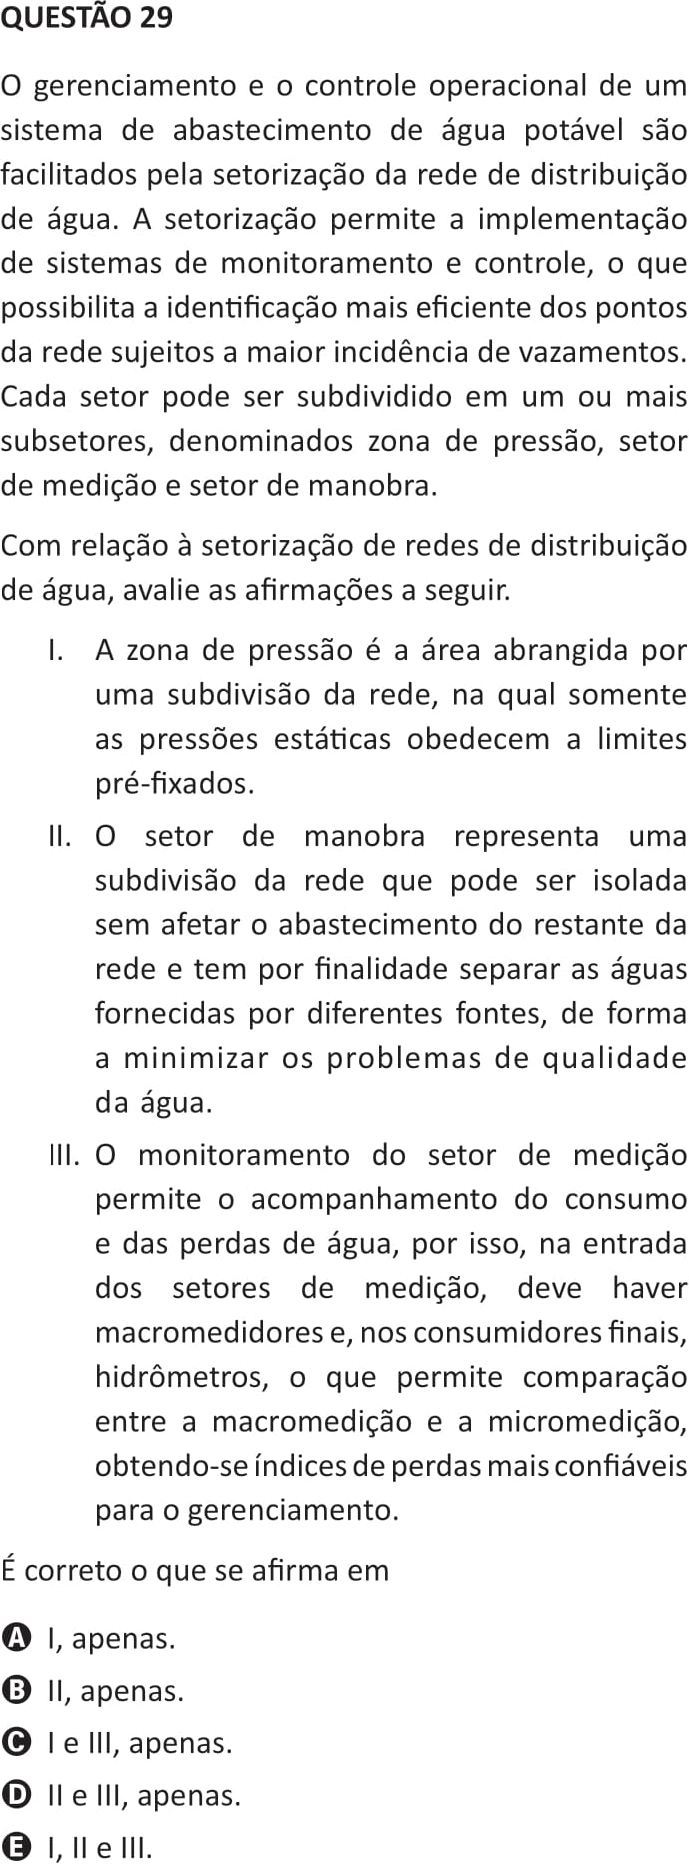 QUESTÃO 29
O gerenciamento e o controle operacional de um
sistema de abastecimento de água potável são
facilitados pela setorização da rede de distribuição
de água. A setorização permite a implementação
de sistemas de monitoramento e controle, o que
possibilita a identificação mais eficiente dos pontos
da rede sujeitos a maior incidência de vazamentos.
Cada setor pode ser subdividido em um ou mais
subsetores, denominados zona de pressão, setor
de medição e setor de manobra.
Com relação à setorização de redes de distribuição
de água, avalie as afirmações a seguir.
I. A zona de pressão é a área abrangida por
uma subdivisão da rede, na qual somente
as pressões estáticas obedecem a limites
pré-fixados.
II. O setor de manobra representa uma
subdivisão da rede que pode ser isolada
sem afetar o abastecimento do restante da
rede e tem por finalidade separar as águas
fornecidas por diferentes fontes, de forma
a minimizar os problemas de qualidade
da água.
III. O monitoramento do setor de medição
permite o acompanhamento do consumo
e das perdas de água, por isso, na entrada
dos setores de medição, deve haver
macromedidores e, nos consumidores finais,
hidrômetros, o que permite comparação
entre a macromedição e a micromedição,
obtendo-se índices de perdas mais confiáveis
para o gerenciamento.
É correto o que se afirma em
A I, apenas.
B II, apenas.
C I e III, apenas.
D II e III, apenas.
E I, II e III.